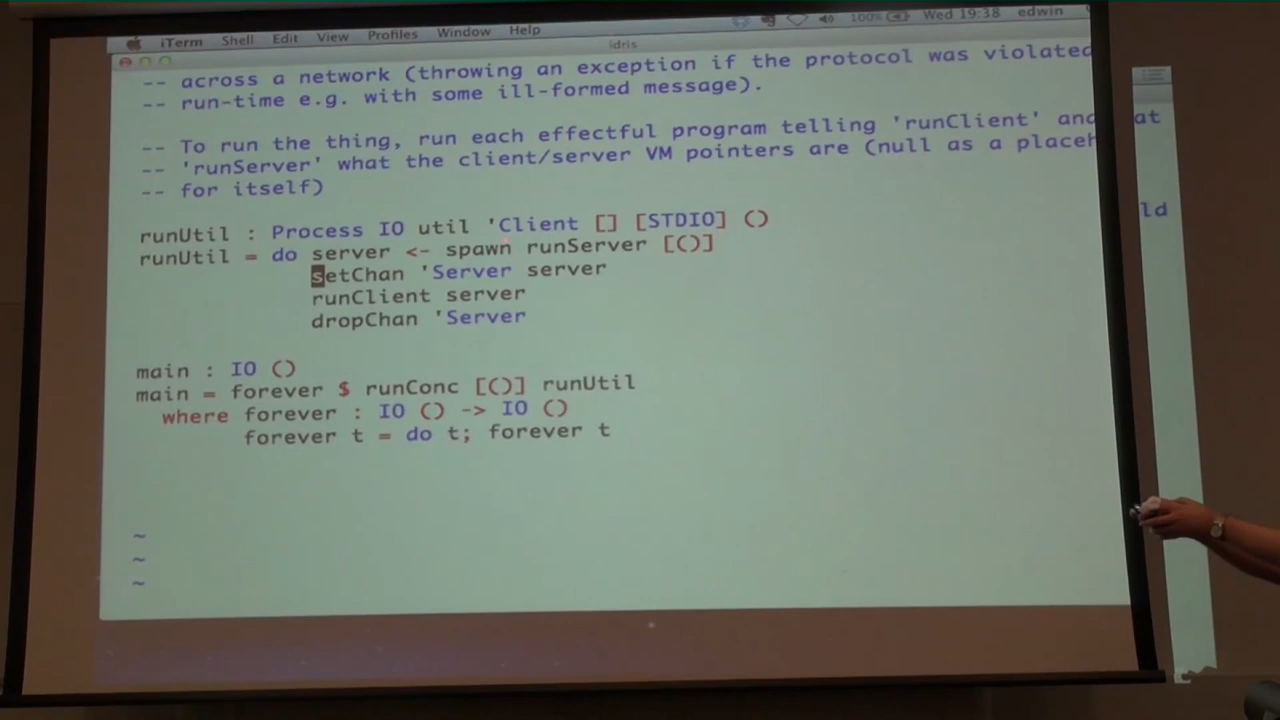 iTerm Shell Edit View Profiles Window Help 100% Wed 19:38 edwin
idris
-- across a network (throwing an exception if the protocol was violated
-- run-time e.g. with some ill-formed message).
-- To run the thing, run each effectful program telling 'runClient' and at
-- 'runServer' what the client/server VM pointers are (null as a placeh
-- for itself)
ld
runUtil : Process IO util 'Client [] [STDIO] ()
runUtil = do server <- spawn runServer [()]
setChan 'Server server
runClient server
dropChan 'Server
main : IO ()
main = forever $ runConc [()] runUtil
where forever : IO () -> IO ()
forever t = do t; forever t
~
~
~